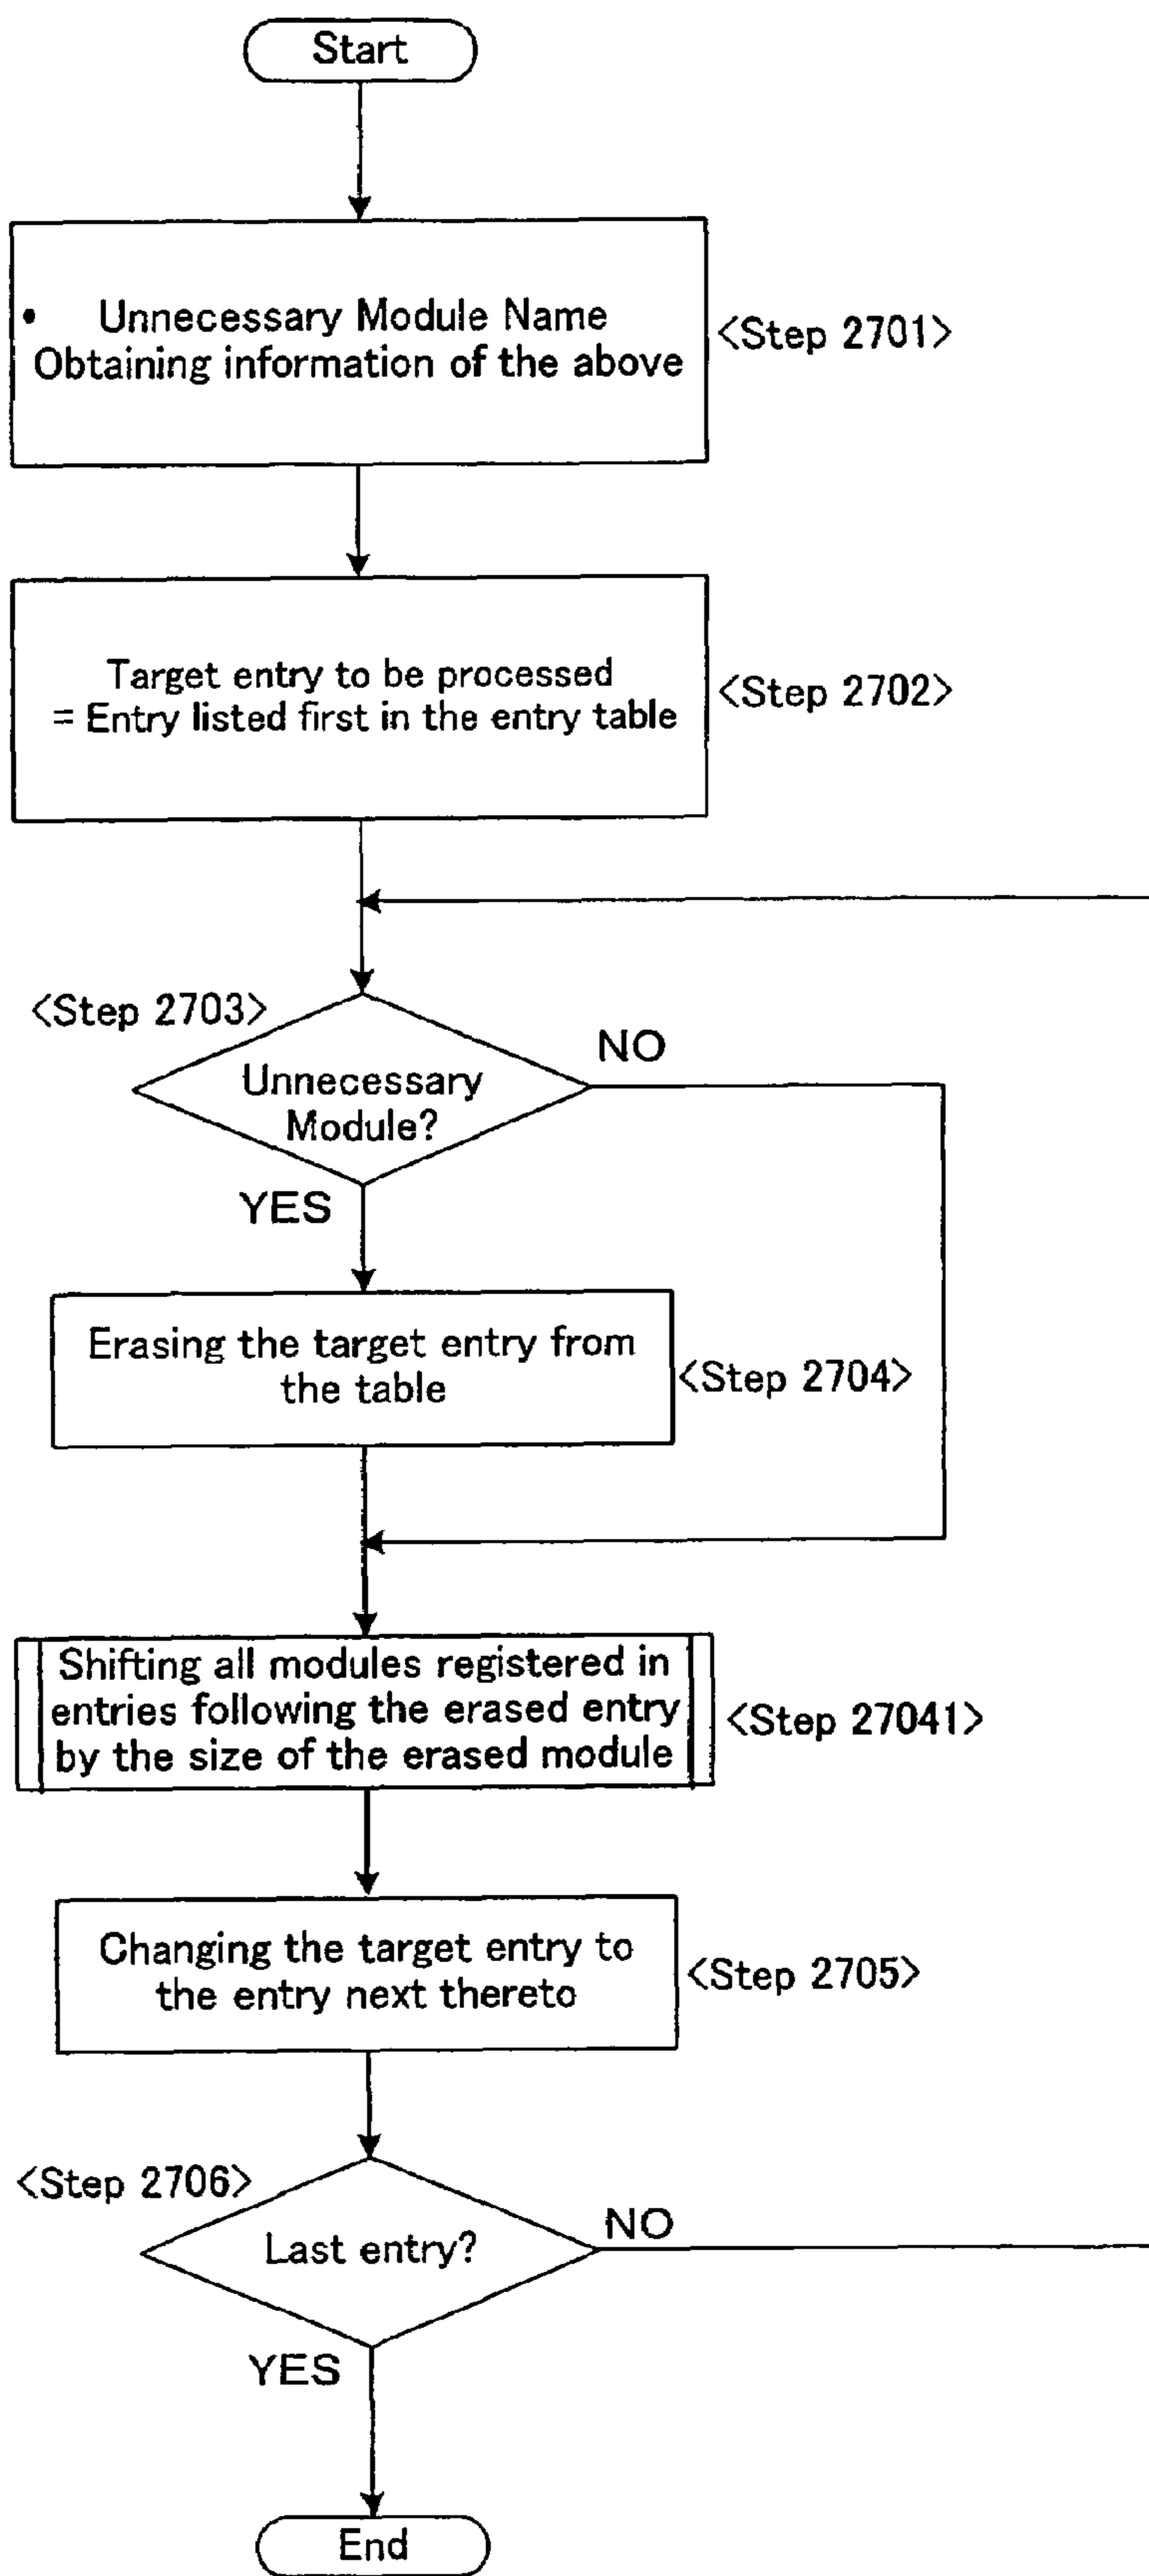 Start
• Unnecessary Module Name
Obtaining information of the above
<Step 2701>
Target entry to be processed
= Entry listed first in the entry table
<Step 2702>
<Step 2703>
Unnecessary
Module?
NO
YES
Erasing the target entry from
the table
<Step 2704>
Shifting all modules registered in
entries following the erased entry
by the size of the erased module
<Step 27041>
Changing the target entry to
the entry next thereto
<Step 2705>
<Step 2706>
Last entry?
NO
YES
End